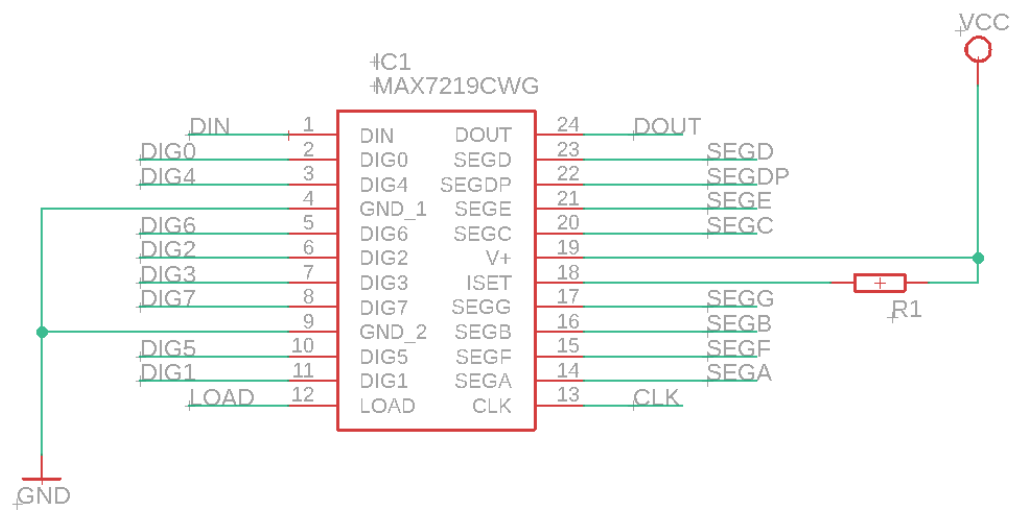 VCC
IC1
MAX7219CWG
DIN 1 DIN DOUT 24 DOUT
DIG0 2 DIG0 SEGD 23 SEGD
DIG4 3 DIG4 SEGDP 22 SEGDP
4 GND_1 SEGE 21 SEGE
DIG6 5 DIG6 SEGC 20 SEGC
DIG2 6 DIG2 V+ 19
DIG3 7 DIG3 ISET 18
DIG7 8 DIG7 SEGG 17 SEGG
R1
9 GND_2 SEGB 16 SEGB
DIG5 10 DIG5 SEGF 15 SEGF
DIG1 11 DIG1 SEGA 14 SEGA
LOAD 12 LOAD CLK 13 CLK
GND